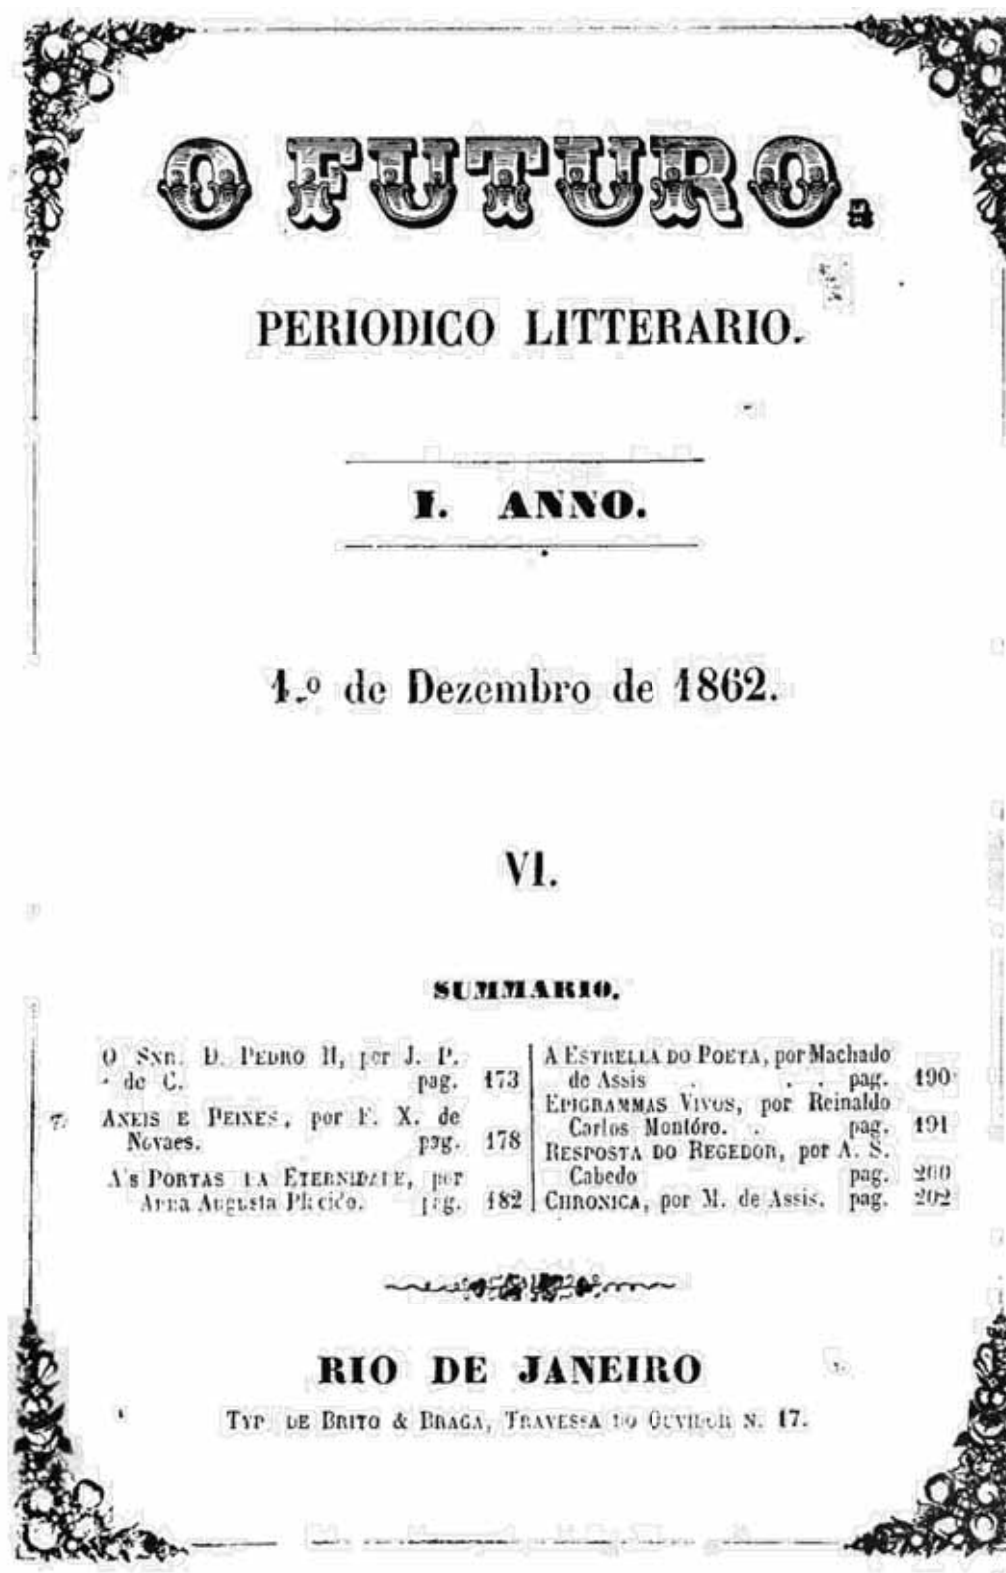 O FUTURO.
PERIODICO LITTERARIO.
I. ANNO.
1.º de Dezembro de 1862.
VI.
SUMMARIO.
O SNR. D. PEDRO II, por J. P.
de C. pag. 173
ANEIS E PEIXES, por F. X. de
Novaes. pag. 178
A's PORTAS DA ETERNIDADE, por
Anna Augusta Placido. pag. 182
A ESTRELLA DO POETA, por Machado
de Assis . . . pag. 190
EPIGRAMMAS VIVOS, por Reinaldo
Carlos Montóro. . pag. 191
RESPOSTA DO REGEDOR, por A. S.
Cabedo pag. 200
CHRONICA, por M. de Assis. pag. 202
RIO DE JANEIRO
TYP. DE BRITO & BRAGA, TRAVESSA DO OUVIDOR N. 17.